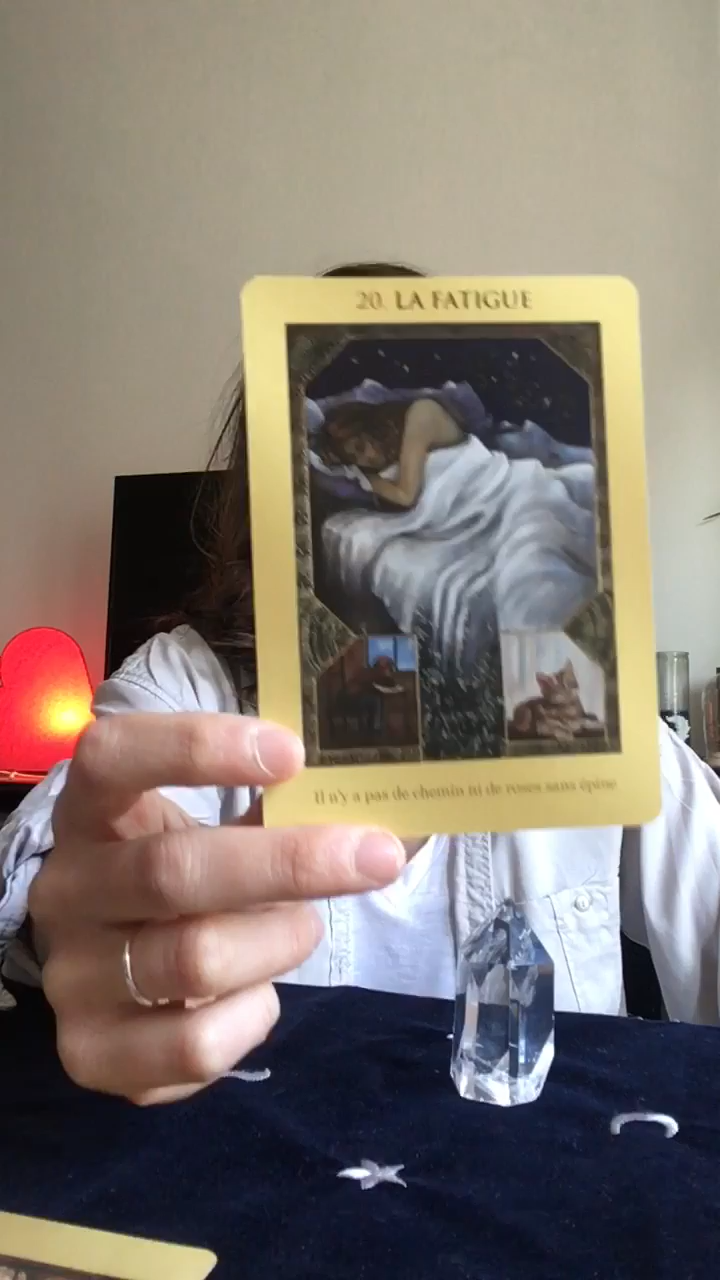 20. LA FATIGUE
Il n'y a pas de chemin ni de roses sans épine